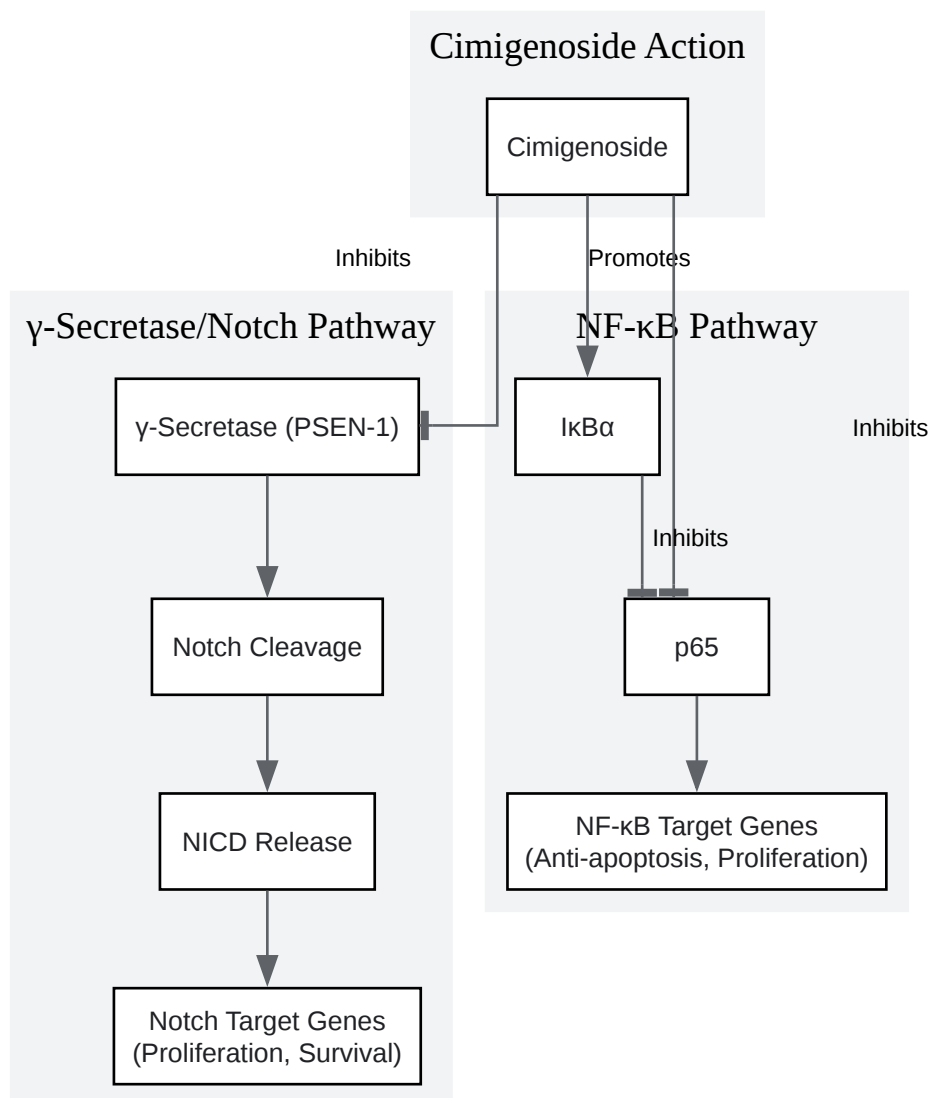 Cimigenoside Action
Cimigenoside
Inhibits
Promotes
γ-Secretase/Notch Pathway
NF-κB Pathway
γ-Secretase (PSEN-1)
IκBα
Inhibits
Inhibits
Notch Cleavage
p65
NICD Release
NF-κB Target Genes
(Anti-apoptosis, Proliferation)
Notch Target Genes
(Proliferation, Survival)